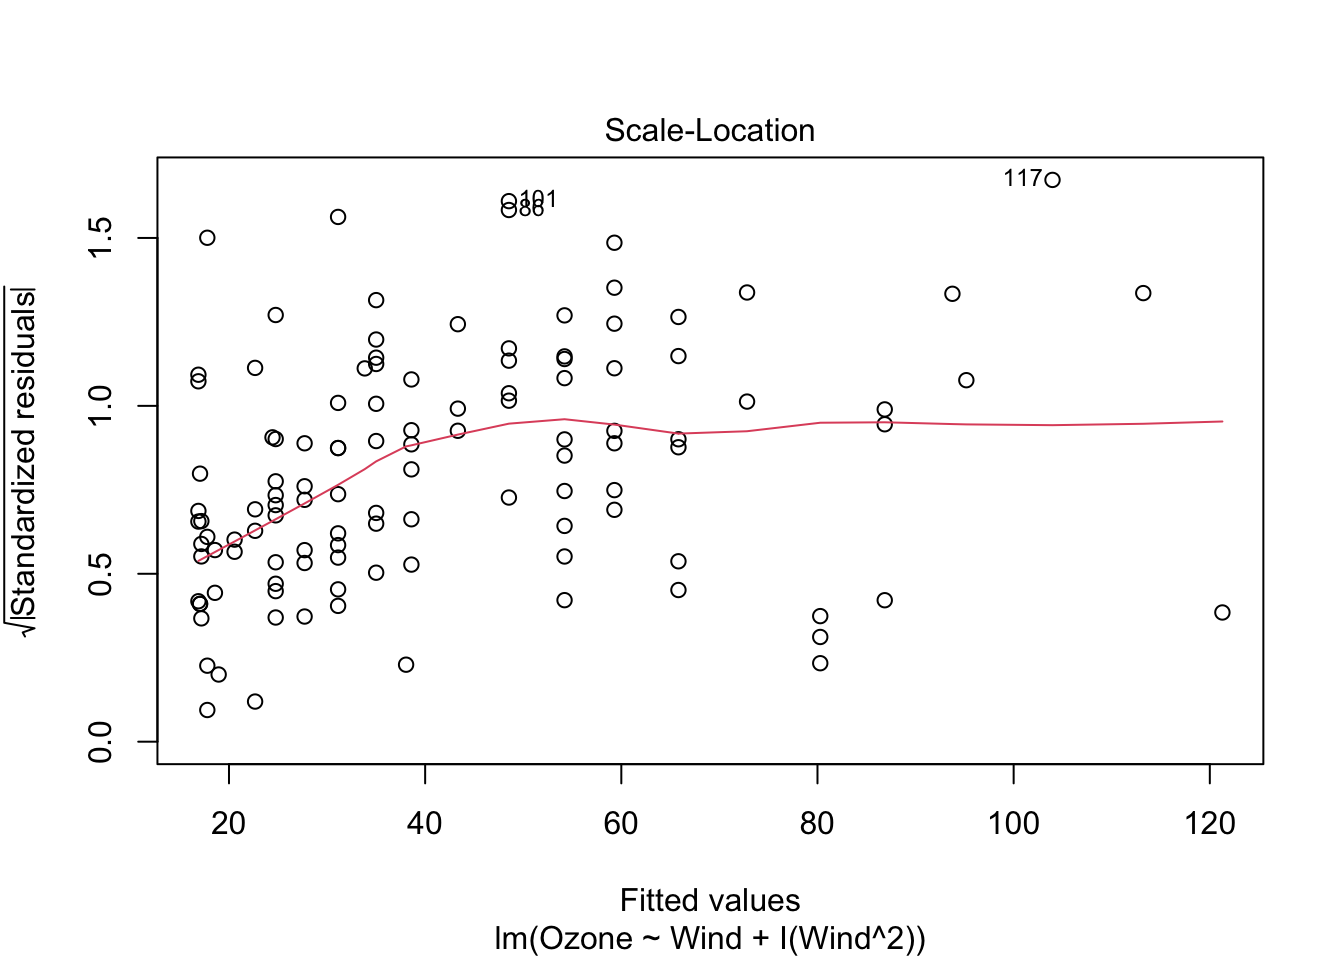 Scale-Location
√|Standardized residuals|
1.5
1.0
0.5
0.0
117
101
86
20 40 60 80 100 120
Fitted values
lm(Ozone ~ Wind + I(Wind^2))